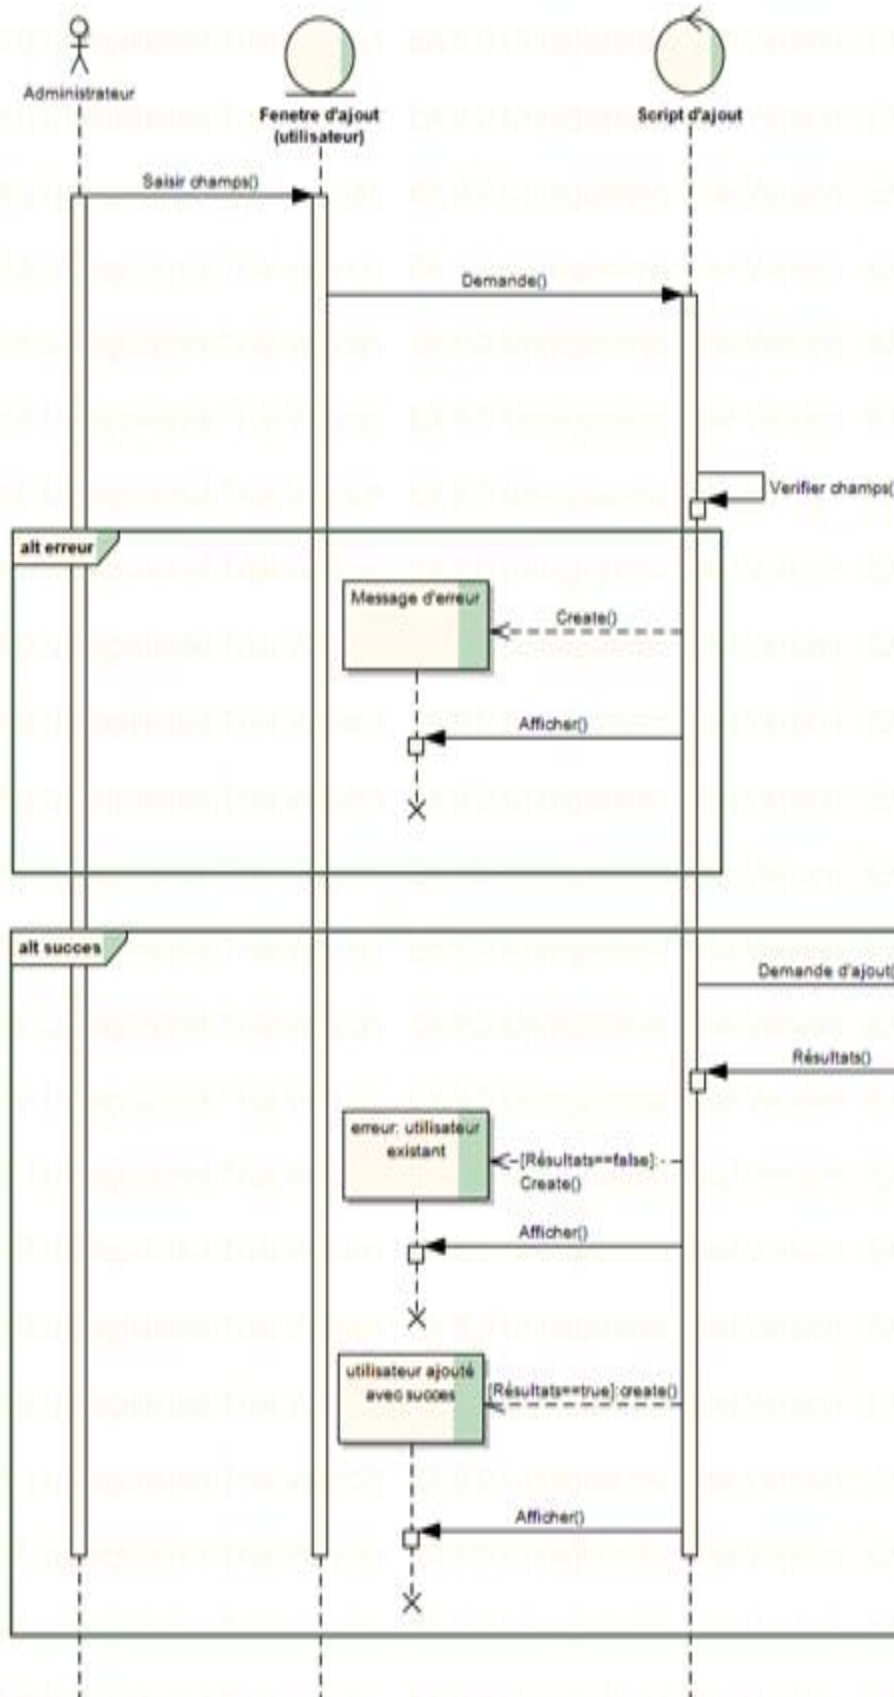 Administrateur
Fenetre d'ajout
(utilisateur)
Script d'ajout
Saisir champs()
Demande()
Verifier champs(
alt erreur
Message d'erreur
Create()
Afficher()
alt succes
Demande d'ajout(
Résultats()
erreur: utilisateur
existant
[Résultats==false]:
Create()
Afficher()
utilisateur ajouté
avec succes
[Résultats==true]:create()
Afficher()